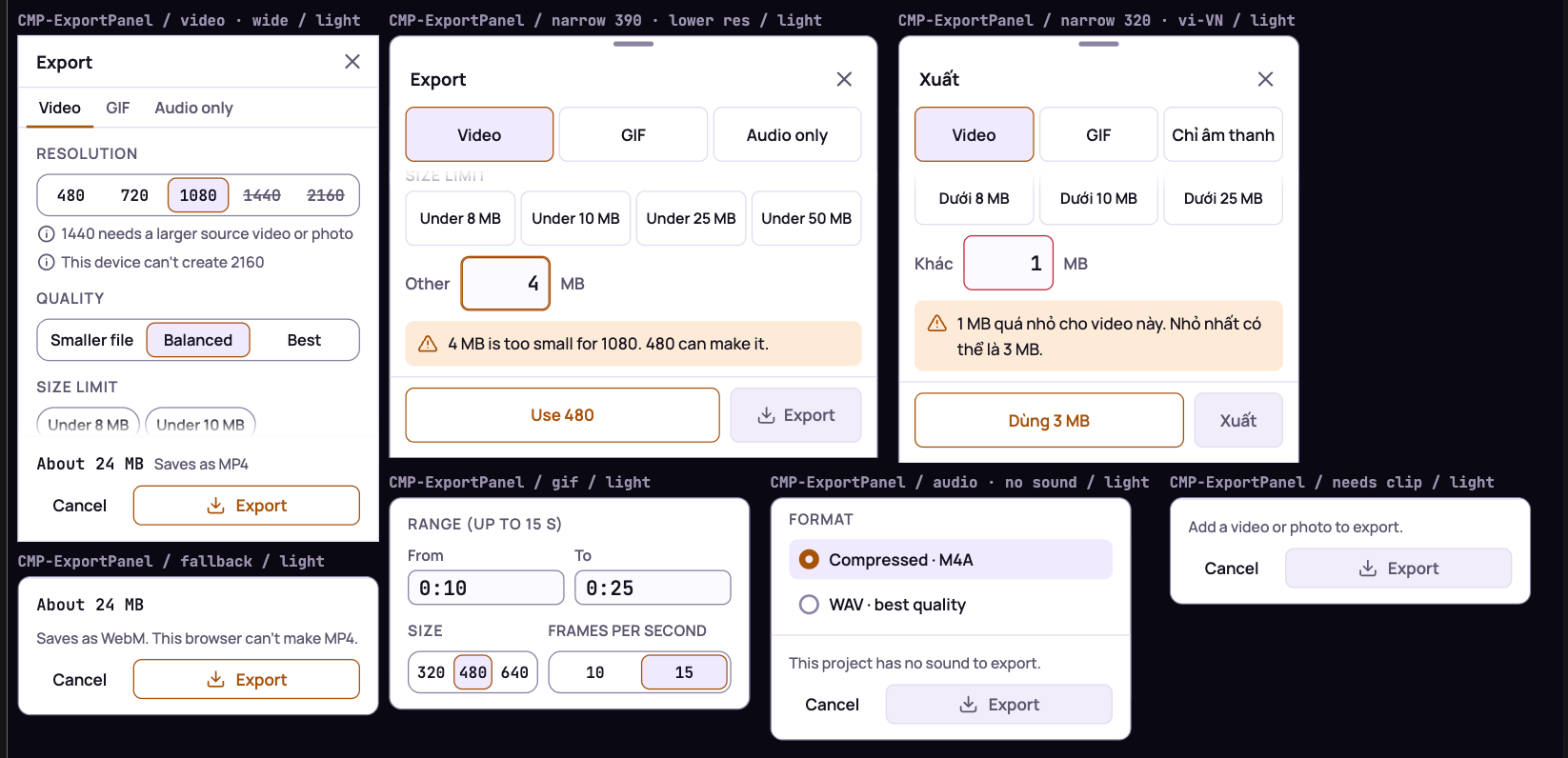 CMP-ExportPanel / video · wide / light
Export
Video GIF Audio only
RESOLUTION
480 720 1080 1440 2160
1440 needs a larger source video or photo
This device can't create 2160
QUALITY
Smaller file Balanced Best
SIZE LIMIT
Under 8 MB Under 10 MB
About 24 MB Saves as MP4
Cancel Export
CMP-ExportPanel / fallback / light
About 24 MB
Saves as WebM. This browser can't make MP4.
Cancel Export
CMP-ExportPanel / narrow 390 · lower res / light
Export
Video GIF Audio only
SIZE LIMIT
Under 8 MB Under 10 MB Under 25 MB Under 50 MB
Other 4 MB
4 MB is too small for 1080. 480 can make it.
Use 480 Export
CMP-ExportPanel / narrow 320 · vi-VN / light
Xuất
Video GIF Chỉ âm thanh
Dưới 8 MB Dưới 10 MB Dưới 25 MB
Khác 1 MB
1 MB quá nhỏ cho video này. Nhỏ nhất có
thể là 3 MB.
Dùng 3 MB Xuất
CMP-ExportPanel / gif / light
RANGE (UP TO 15 S)
From To
0:10 0:25
SIZE FRAMES PER SECOND
320 480 640 10 15
CMP-ExportPanel / audio · no sound / light
FORMAT
Compressed · M4A
WAV · best quality
This project has no sound to export.
Cancel Export
CMP-ExportPanel / needs clip / light
Add a video or photo to export.
Cancel Export